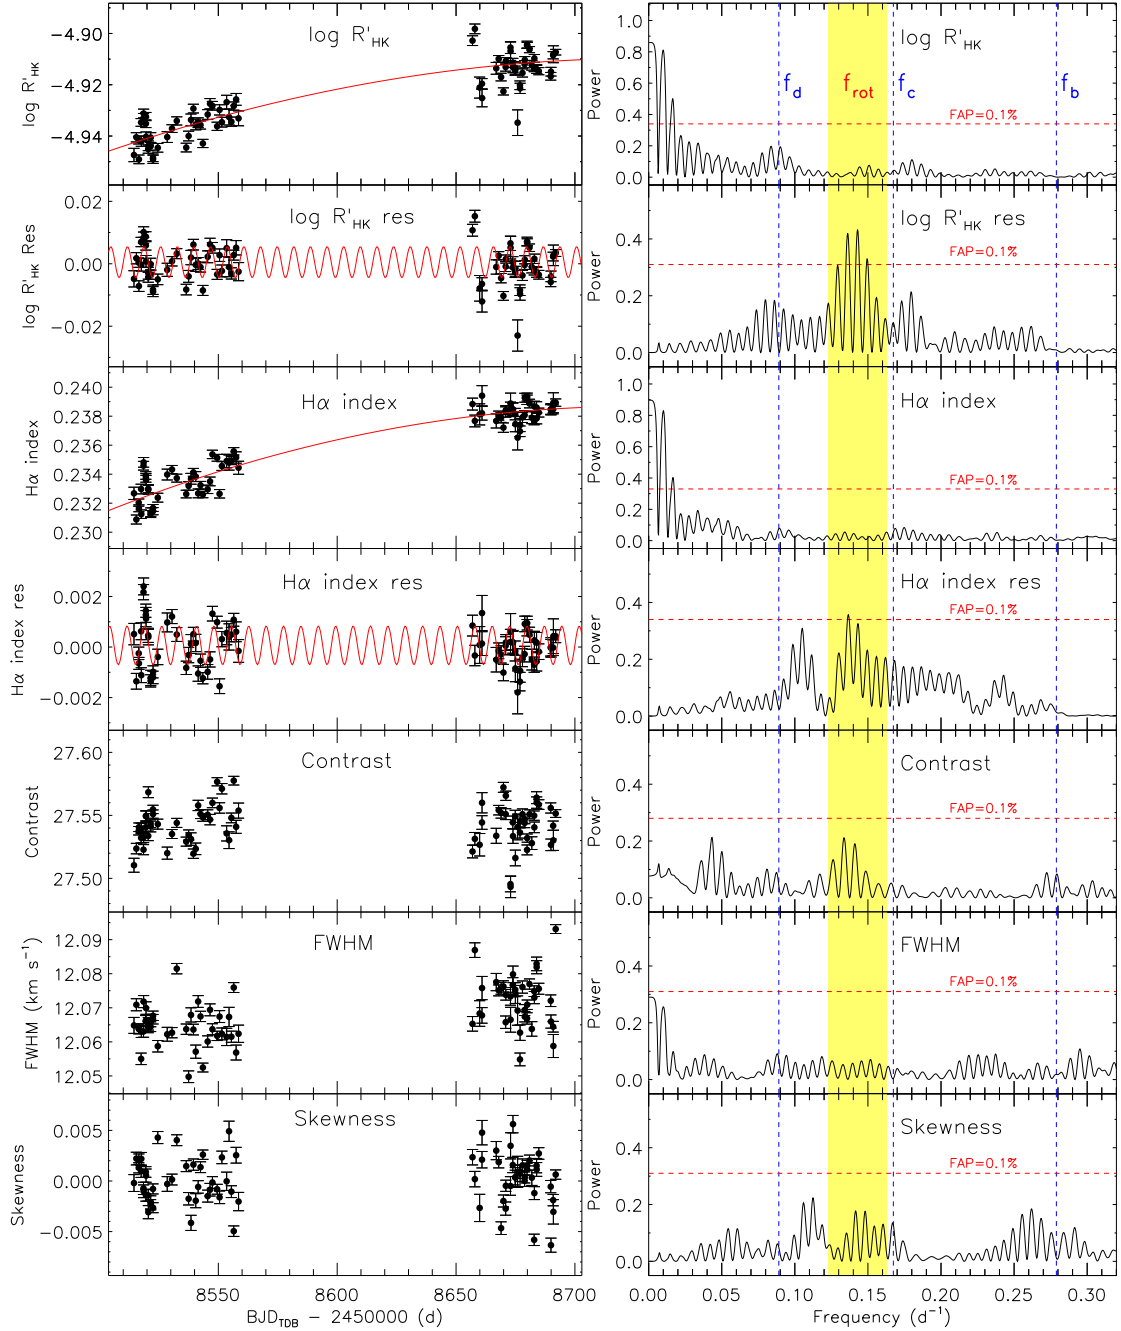 log R'HK
−4.90
−4.92
−4.94
log R'HK
log R'HK
1.0
0.8
0.6
0.4
0.2
0.0
Power
fd
frot
fc
fb
FAP=0.1%
log R'HK res
0.02
0.00
−0.02
log R'HK Res
log R'HK res
0.4
0.2
0.0
Power
FAP=0.1%
Hα index
0.240
0.238
0.236
0.234
0.232
0.230
Hα index
Hα index
1.0
0.8
0.6
0.4
0.2
0.0
Power
FAP=0.1%
Hα index res
0.002
0.000
−0.002
Hα index res
Hα index res
0.4
0.2
0.0
Power
FAP=0.1%
Contrast
27.60
27.55
27.50
Contrast
Contrast
0.4
0.2
0.0
Power
FAP=0.1%
FWHM
12.09
12.08
12.07
12.06
12.05
FWHM (km s−1)
FWHM
0.4
0.2
0.0
Power
FAP=0.1%
Skewness
0.005
0.000
−0.005
Skewness
Skewness
0.4
0.2
0.0
Power
FAP=0.1%
8550 8600 8650 8700
BJDTDB − 2450000 (d)
0.00 0.05 0.10 0.15 0.20 0.25 0.30
Frequency (d−1)